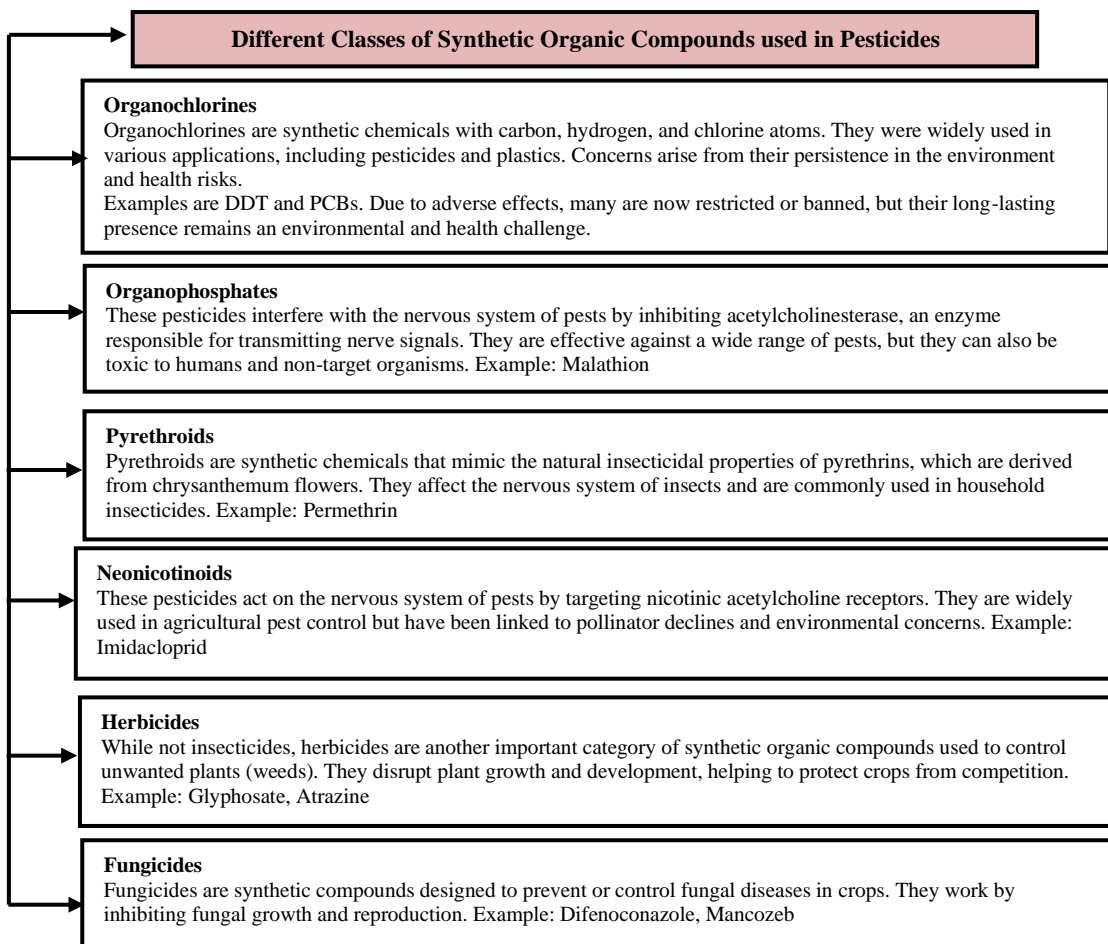 Different Classes of Synthetic Organic Compounds used in Pesticides
Organochlorines
Organochlorines are synthetic chemicals with carbon, hydrogen, and chlorine atoms. They were widely used in
various applications, including pesticides and plastics. Concerns arise from their persistence in the environment
and health risks.
Examples are DDT and PCBs. Due to adverse effects, many are now restricted or banned, but their long-lasting
presence remains an environmental and health challenge.
Organophosphates
These pesticides interfere with the nervous system of pests by inhibiting acetylcholinesterase, an enzyme
responsible for transmitting nerve signals. They are effective against a wide range of pests, but they can also be
toxic to humans and non-target organisms. Example: Malathion
Pyrethroids
Pyrethroids are synthetic chemicals that mimic the natural insecticidal properties of pyrethrins, which are derived
from chrysanthemum flowers. They affect the nervous system of insects and are commonly used in household
insecticides. Example: Permethrin
Neonicotinoids
These pesticides act on the nervous system of pests by targeting nicotinic acetylcholine receptors. They are widely
used in agricultural pest control but have been linked to pollinator declines and environmental concerns. Example:
Imidacloprid
Herbicides
While not insecticides, herbicides are another important category of synthetic organic compounds used to control
unwanted plants (weeds). They disrupt plant growth and development, helping to protect crops from competition.
Example: Glyphosate, Atrazine
Fungicides
Fungicides are synthetic compounds designed to prevent or control fungal diseases in crops. They work by
inhibiting fungal growth and reproduction. Example: Difenoconazole, Mancozeb